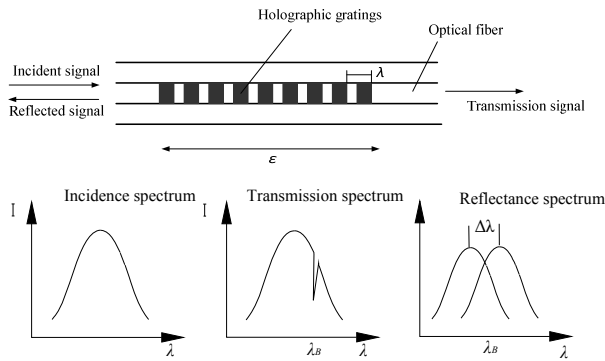 Holographic gratings
Optical fiber
Incident signal
λ
Reflected signal
Transmission signal
ε
I
Incidence spectrum
I
Transmission spectrum
Reflectance spectrum
Δλ
λ
λB
λ
λB
λ